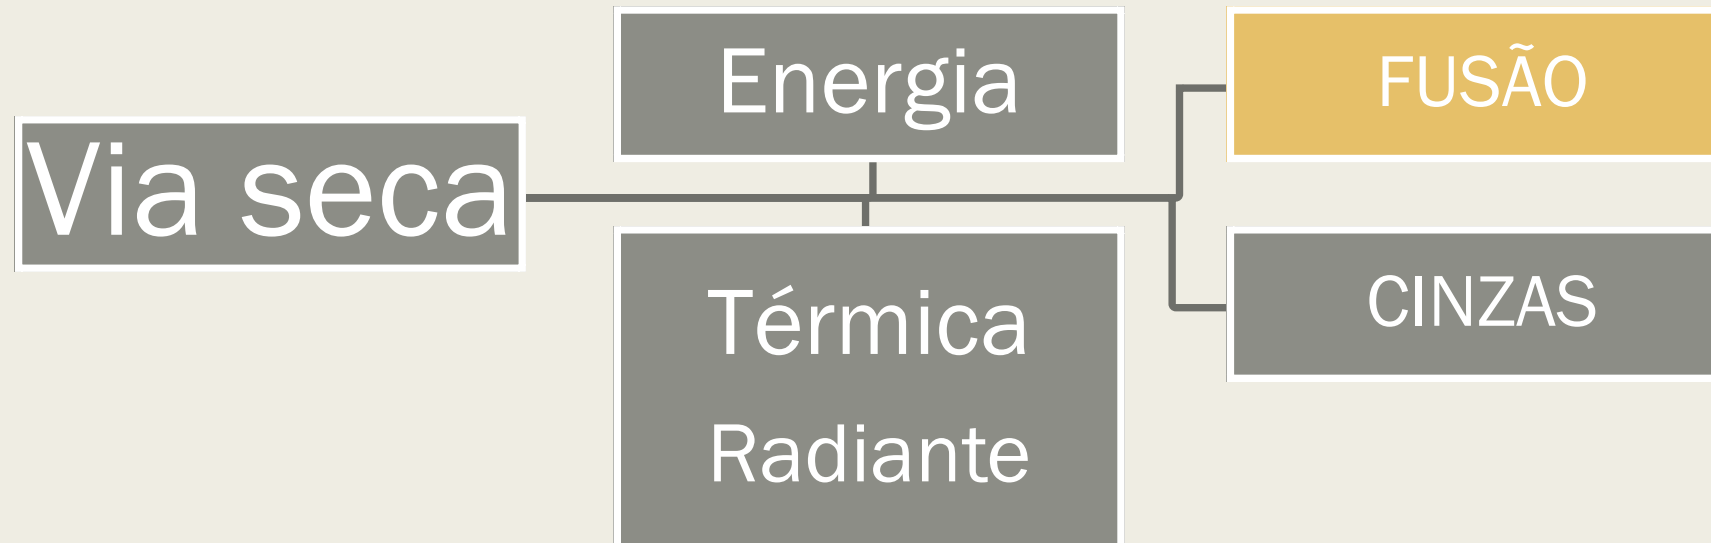 Via seca
Energia
Térmica
Radiante
FUSÃO
CINZAS